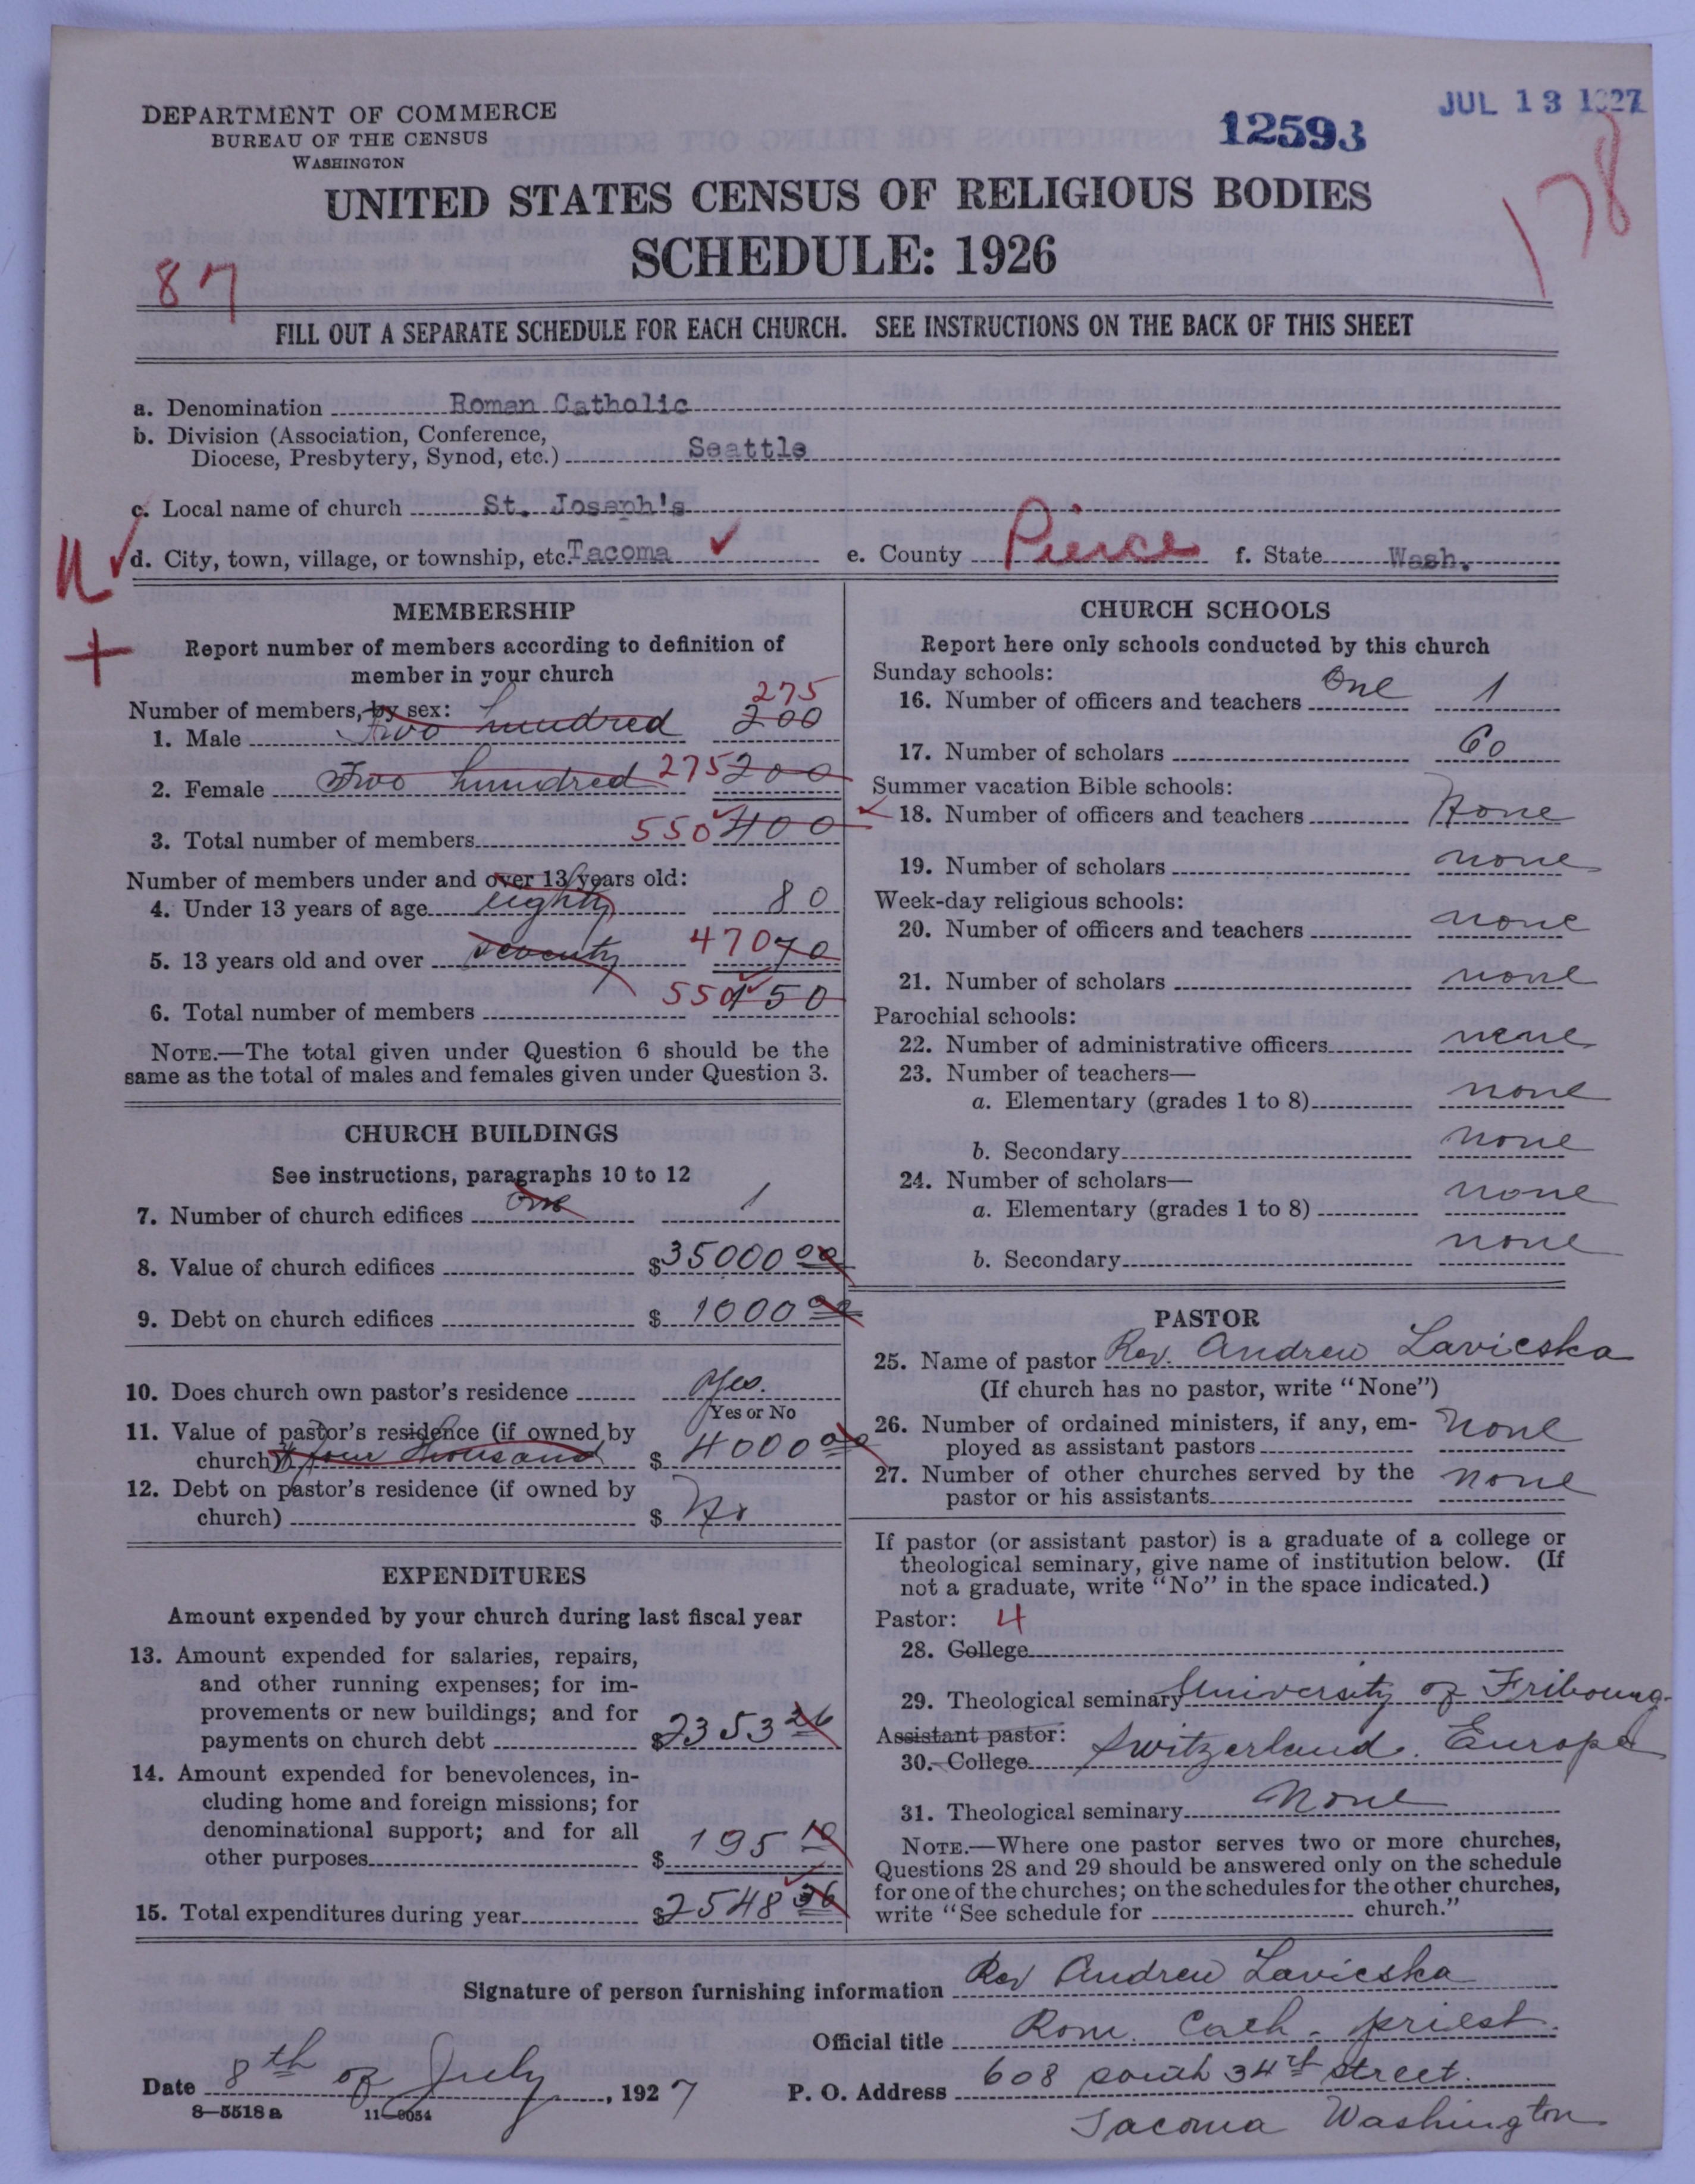 DEPARTMENT OF COMMERCE
BUREAU OF THE CENSUS
WASHINGTON
12593
JUL 13 1927
178
UNITED STATES CENSUS OF RELIGIOUS BODIES
SCHEDULE: 1926
87
FILL OUT A SEPARATE SCHEDULE FOR EACH CHURCH. SEE INSTRUCTIONS ON THE BACK OF THIS SHEET
a. Denomination Roman Catholic
b. Division (Association, Conference,
Diocese, Presbytery, Synod, etc.) Seattle
c. Local name of church St. Joseph's
d. City, town, village, or township, etc. Tacoma e. County Pierce f. State Wash.
MEMBERSHIP
Report number of members according to definition of
member in your church
Number of members, by sex: 275
1. Male Two hundred 200
2. Female Two hundred 275 200
3. Total number of members 550 400
Number of members under and over 13 years old:
4. Under 13 years of age eighty 80
5. 13 years old and over seventy 470 70
6. Total number of members 550 150
NOTE.—The total given under Question 6 should be the
same as the total of males and females given under Question 3.
CHURCH BUILDINGS
See instructions, paragraphs 10 to 12
7. Number of church edifices One 1
8. Value of church edifices $35000 00
9. Debt on church edifices $ 1000 00
10. Does church own pastor's residence Yes.
Yes or No
11. Value of pastor's residence (if owned by
church) four thousand $ 4000 00
12. Debt on pastor's residence (if owned by
church) $ No
EXPENDITURES
Amount expended by your church during last fiscal year
13. Amount expended for salaries, repairs,
and other running expenses; for im-
provements or new buildings; and for
payments on church debt $2353 26
14. Amount expended for benevolences, in-
cluding home and foreign missions; for
denominational support; and for all
other purposes $ 195 10
15. Total expenditures during year $2548 36
CHURCH SCHOOLS
Report here only schools conducted by this church
Sunday schools:
16. Number of officers and teachers One 1
17. Number of scholars 60
Summer vacation Bible schools:
18. Number of officers and teachers None
19. Number of scholars none
Week-day religious schools:
20. Number of officers and teachers none
21. Number of scholars none
Parochial schools:
22. Number of administrative officers none
23. Number of teachers—
a. Elementary (grades 1 to 8) none
b. Secondary none
24. Number of scholars—
a. Elementary (grades 1 to 8) none
b. Secondary none
PASTOR
25. Name of pastor Rev. Andrew Lavicska
(If church has no pastor, write "None")
26. Number of ordained ministers, if any, em-
ployed as assistant pastors None
27. Number of other churches served by the
pastor or his assistants none
If pastor (or assistant pastor) is a graduate of a college or
theological seminary, give name of institution below. (If
not a graduate, write "No" in the space indicated.)
Pastor: 4
28. College
29. Theological seminary University of Fribourg
Assistant pastor:
30. College Switzerland. Europe
31. Theological seminary None
NOTE.—Where one pastor serves two or more churches,
Questions 28 and 29 should be answered only on the schedule
for one of the churches; on the schedules for the other churches,
write "See schedule for church."
Signature of person furnishing information Rev Andrew Lavicska
Official title Rom. Cath. priest.
Date 8th of July, 1927 P. O. Address 608 south 34th street.
8—5518 a 11—9054
Tacoma Washington